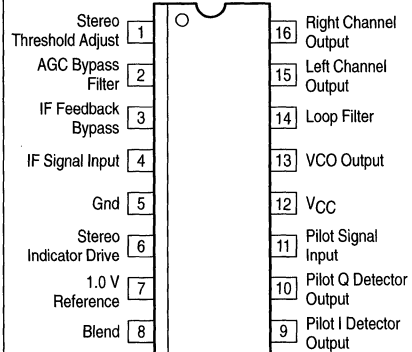 Stereo
Threshold Adjust
1
AGC Bypass
Filter
2
IF Feedback
Bypass
3
IF Signal Input
4
Gnd
5
Stereo
Indicator Drive
6
1.0 V
Reference
7
Blend
8
16
Right Channel
Output
15
Left Channel
Output
14
Loop Filter
13
VCO Output
12
VCC
11
Pilot Signal
Input
10
Pilot Q Detector
Output
9
Pilot I Detector
Output